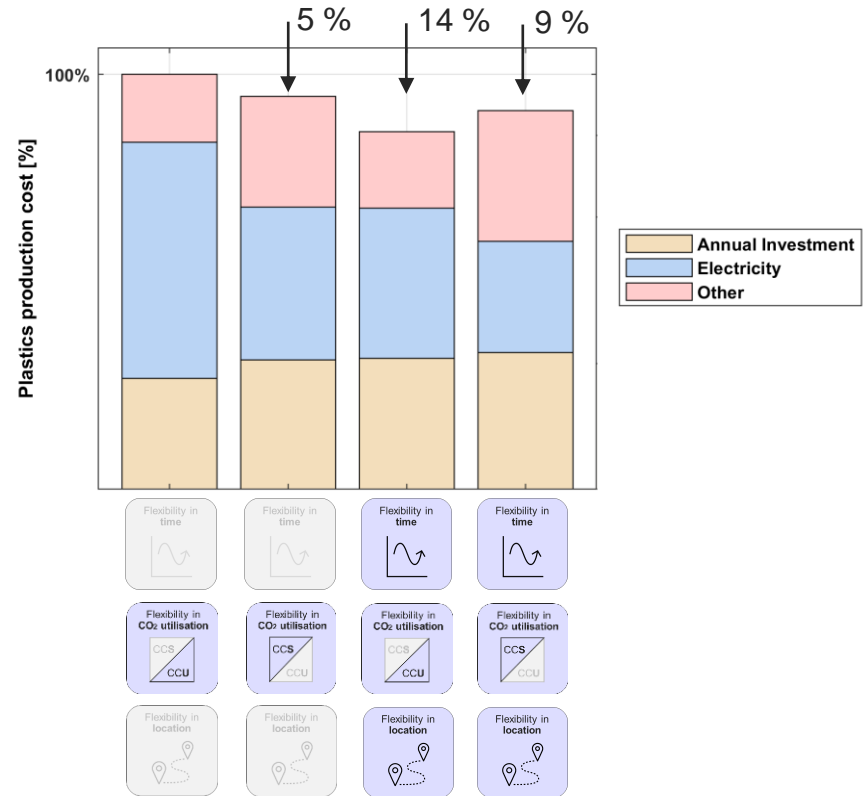 5 %
14 %
9 %
100%
Plastics production cost [%]
Annual Investment
Electricity
Other
Flexibility in
time
Flexibility in
time
Flexibility in
time
Flexibility in
time
Flexibility in
CO₂ utilisation
CCS
CCU
Flexibility in
CO₂ utilisation
CCS
CCU
Flexibility in
CO₂ utilisation
CCS
CCU
Flexibility in
CO₂ utilisation
CCS
CCU
Flexibility in
location
Flexibility in
location
Flexibility in
location
Flexibility in
location